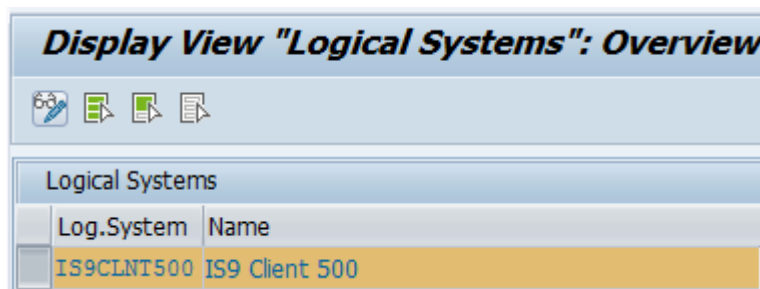 Display View "Logical Systems": Overview
Logical Systems
Log.System Name
IS9CLNT500 IS9 Client 500